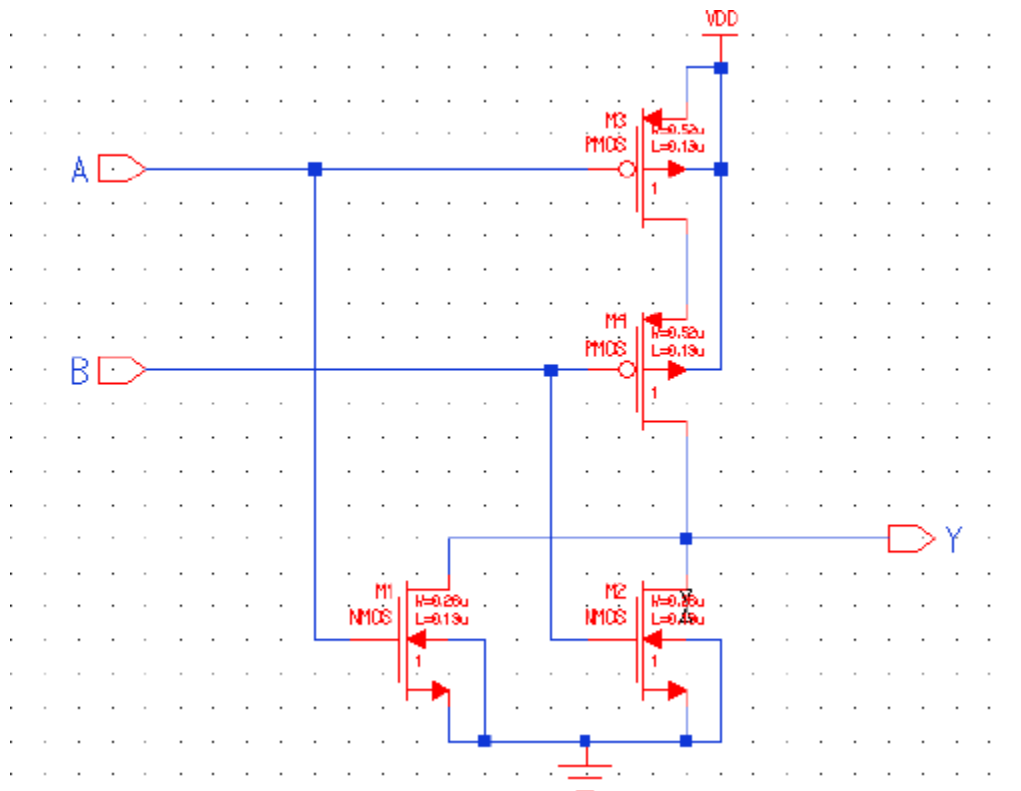 VDD
M3
W=0.52u
PMOS
L=0.13u
A
1
M4
W=0.52u
PMOS
L=0.13u
B
1
Y
M1
W=0.26u
NMOS
L=0.13u
1
M2
NMOS
1